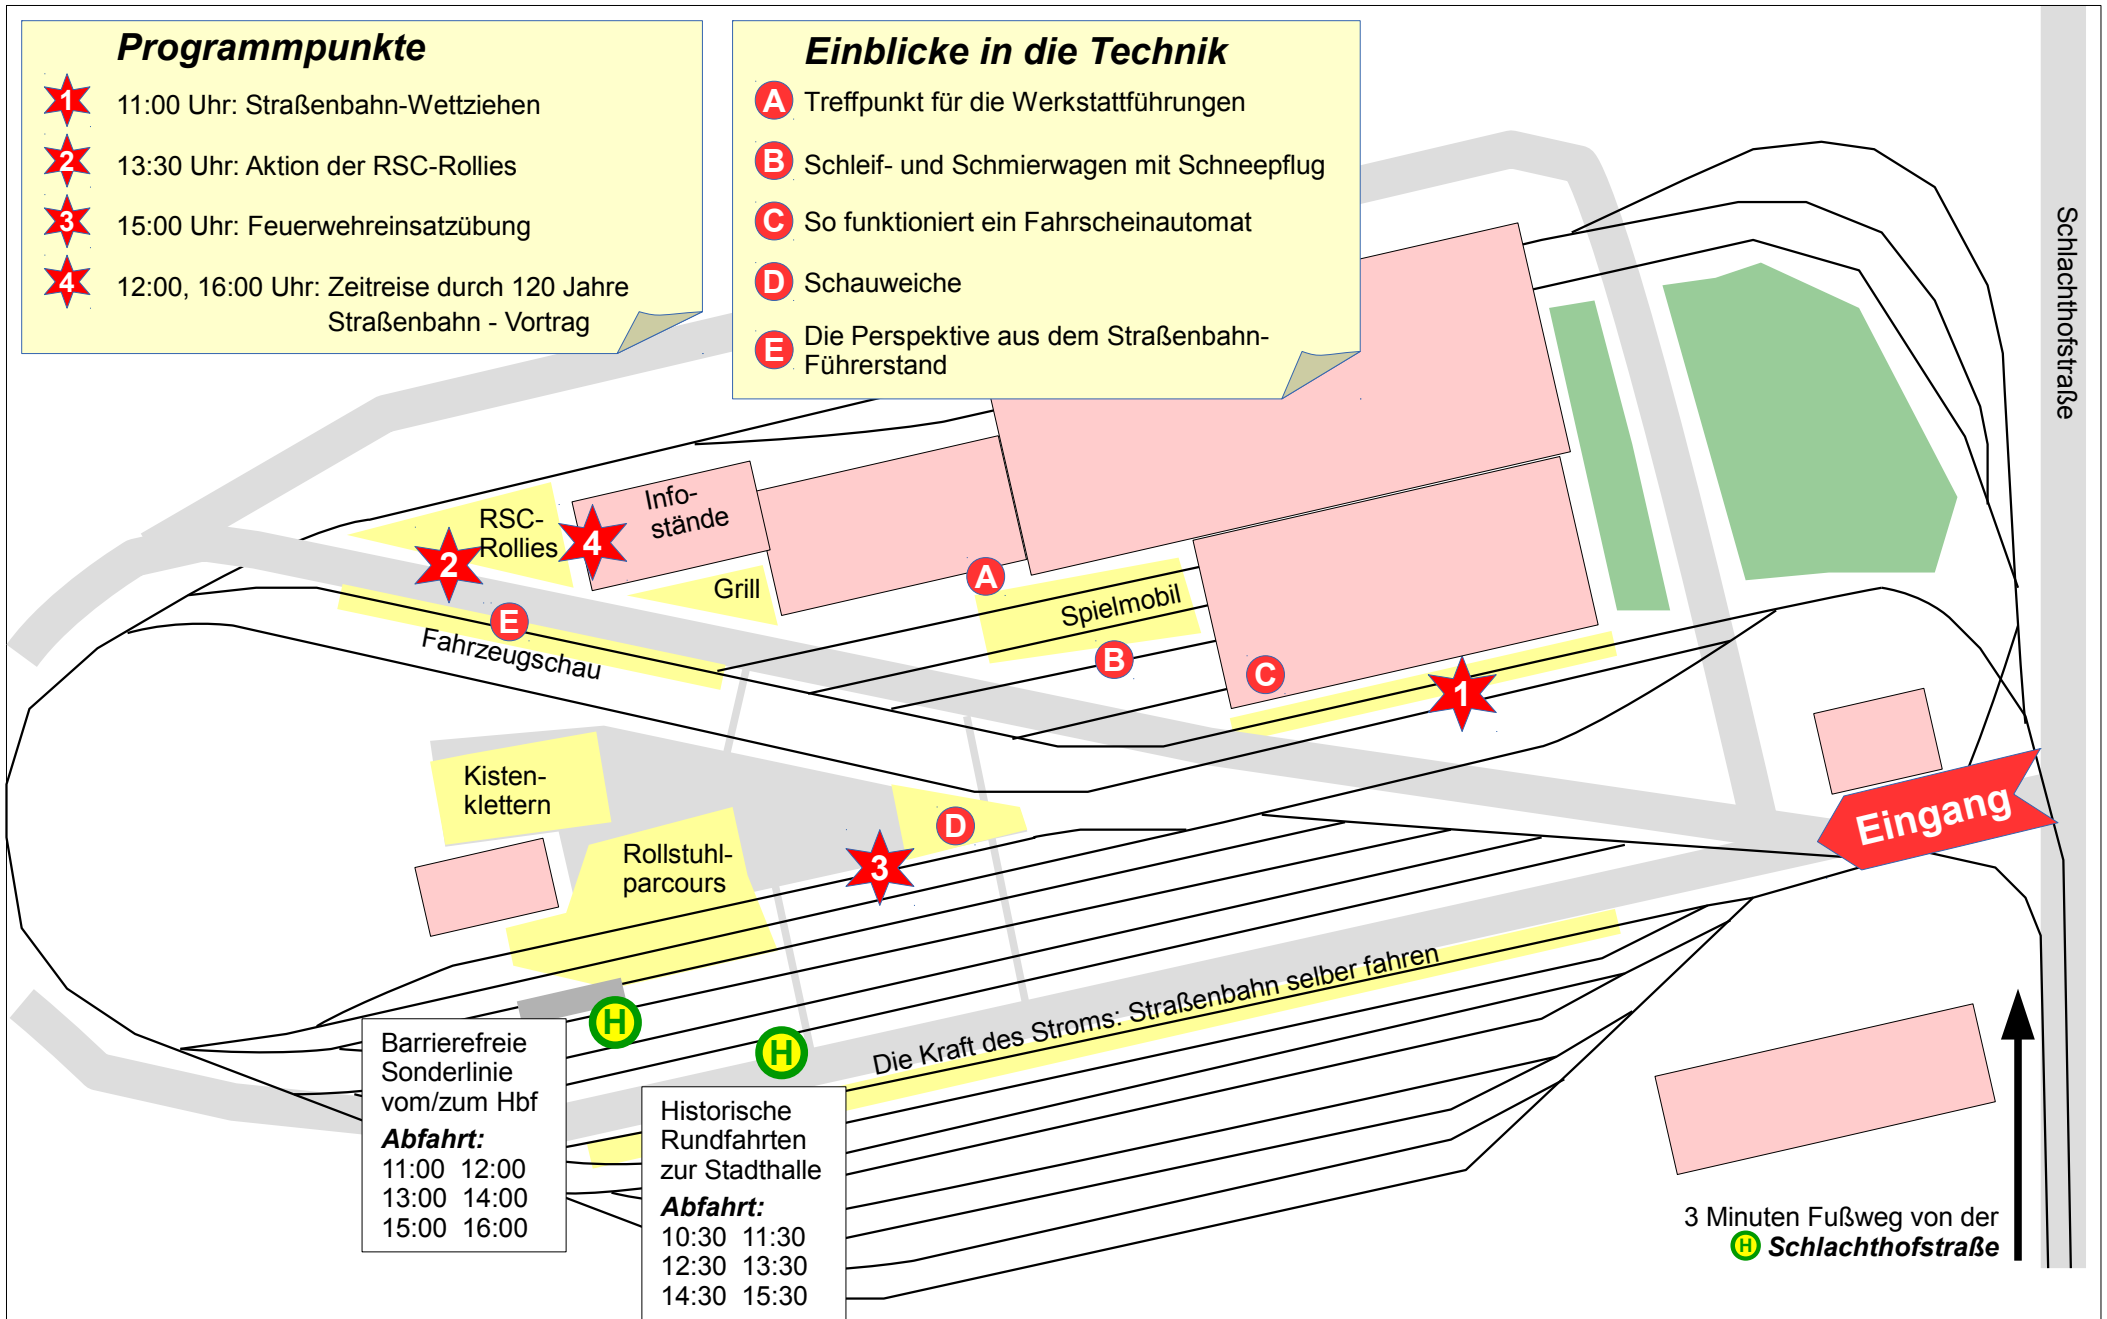 Programmpunkte
1 11:00 Uhr: Straßenbahn-Wettziehen
2 13:30 Uhr: Aktion der RSC-Rollies
3 15:00 Uhr: Feuerwehreinsatzübung
4 12:00, 16:00 Uhr: Zeitreise durch 120 Jahre
Straßenbahn - Vortrag
Einblicke in die Technik
A Treffpunkt für die Werkstattführungen
B Schleif- und Schmierwagen mit Schneepflug
C So funktioniert ein Fahrscheinautomat
D Schauweiche
E Die Perspektive aus dem Straßenbahn-
Führerstand
Schlachthofstraße
RSC-
Rollies
2
4
Info-
stände
Grill
A
Spielmobil
B
C
1
E
Fahrzeugschau
Kisten-
klettern
Rollstuhl-
parcours
3
D
Eingang
Die Kraft des Stroms: Straßenbahn selber fahren
H
H
Barrierefreie
Sonderlinie
vom/zum Hbf
Abfahrt:
11:00 12:00
13:00 14:00
15:00 16:00
Historische
Rundfahrten
zur Stadthalle
Abfahrt:
10:30 11:30
12:30 13:30
14:30 15:30
3 Minuten Fußweg von der
H Schlachthofstraße